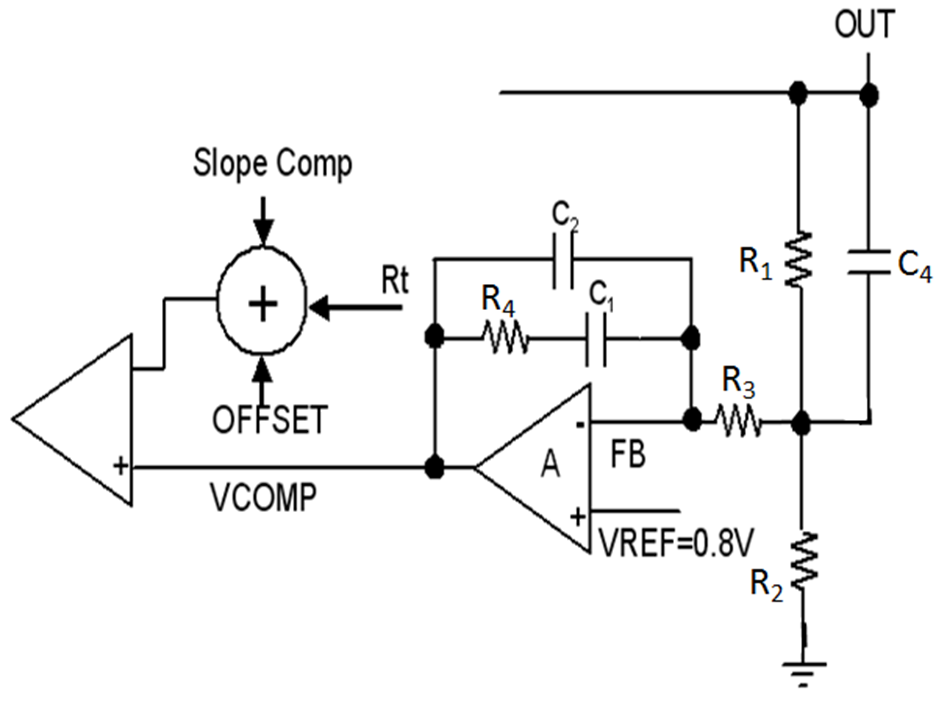 OUT
Slope Comp
C₂
R₁
C₄
+
Rt
R₄
C₁
OFFSET
R₃
-
FB
A
+
VCOMP
+
VREF=0.8V
R₂